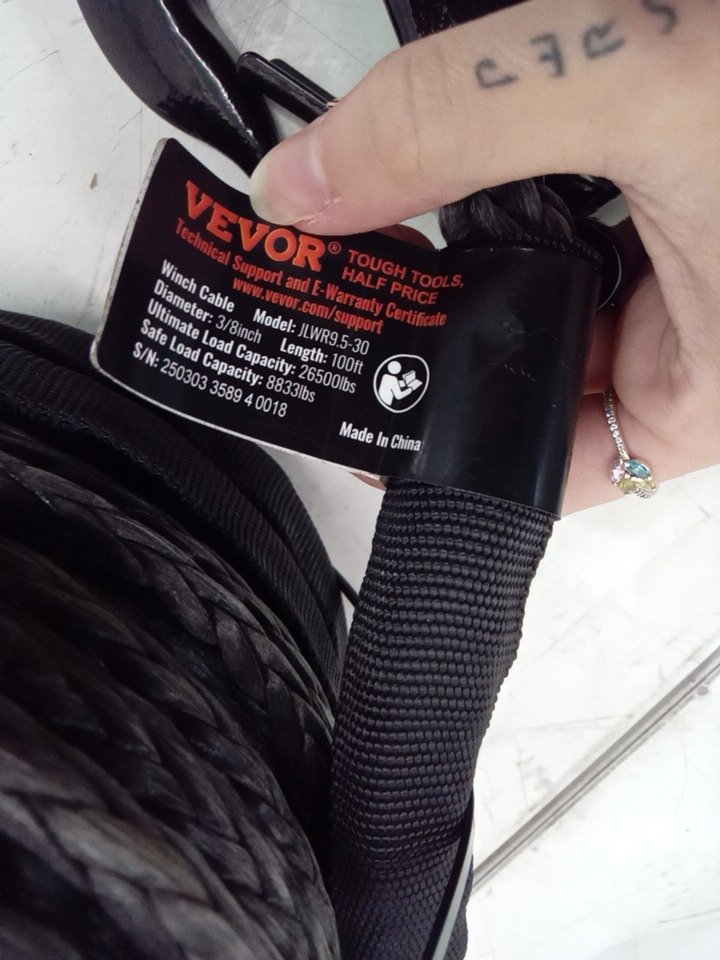 VEVOR® TOUGH TOOLS,
HALF PRICE
Technical Support and E-Warranty Certificate
www.vevor.com/support
Winch Cable Model: JLWR9.5-30
Diameter: 3/8inch Length: 100ft
Ultimate Load Capacity: 26500lbs
Safe Load Capacity: 8833lbs
S/N: 250303 3589 4 0018
Made In China